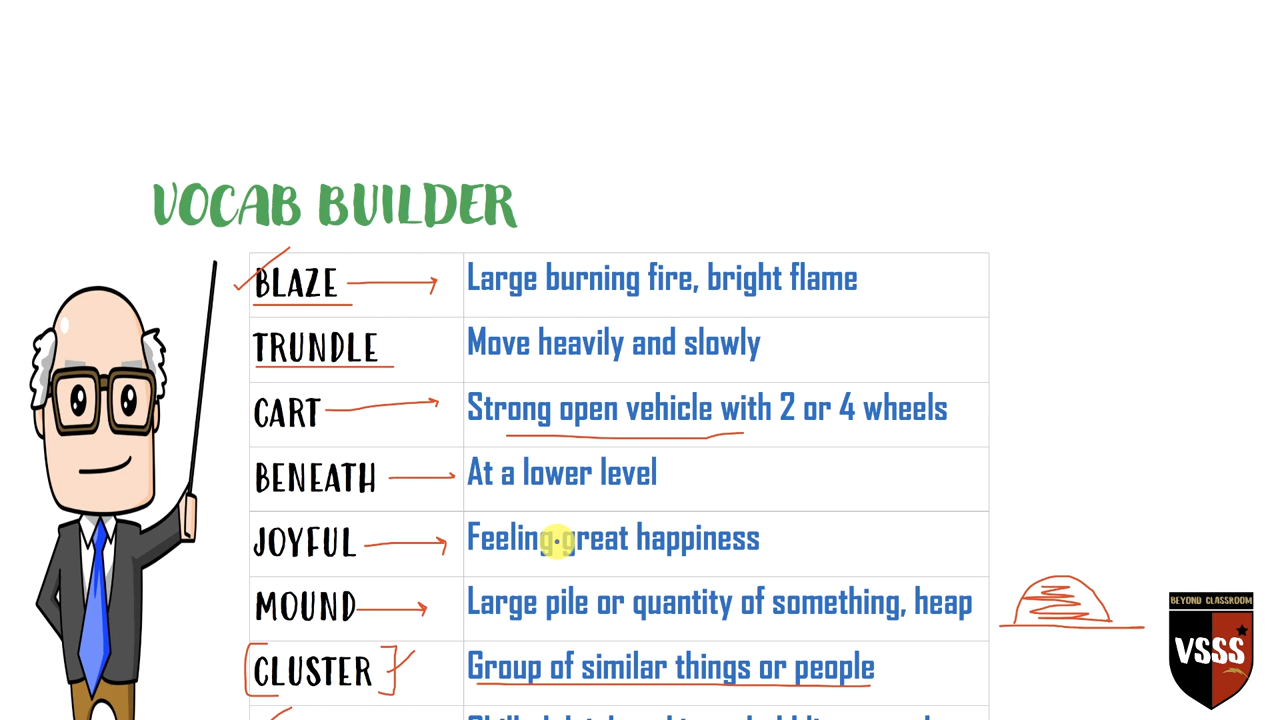 VOCAB BUILDER
BLAZE Large burning fire, bright flame
TRUNDLE Move heavily and slowly
CART Strong open vehicle with 2 or 4 wheels
BENEATH At a lower level
JOYFUL Feeling great happiness
MOUND Large pile or quantity of something, heap
CLUSTER Group of similar things or people
BEYOND CLASSROOM
VSSS